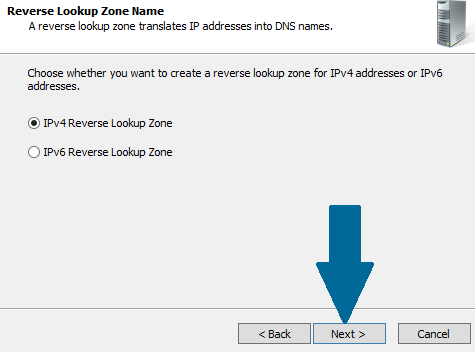 Reverse Lookup Zone Name
A reverse lookup zone translates IP addresses into DNS names.
Choose whether you want to create a reverse lookup zone for IPv4 addresses or IPv6
addresses.
IPv4 Reverse Lookup Zone
IPv6 Reverse Lookup Zone
< Back
Next >
Cancel